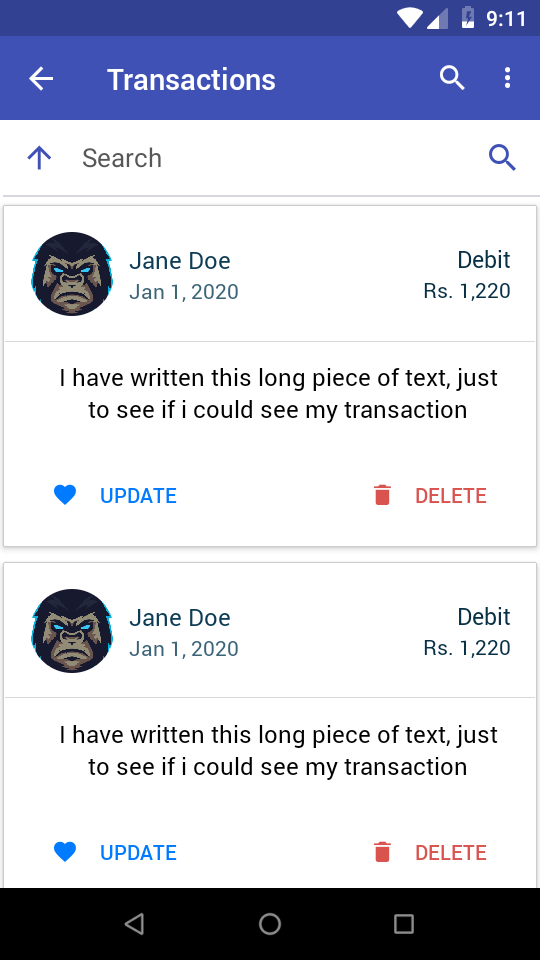 9:11
Transactions
Search
Jane Doe
Debit
Jan 1, 2020
Rs. 1,220
I have written this long piece of text, just
to see if i could see my transaction
UPDATE
DELETE
Jane Doe
Debit
Jan 1, 2020
Rs. 1,220
I have written this long piece of text, just
to see if i could see my transaction
UPDATE
DELETE